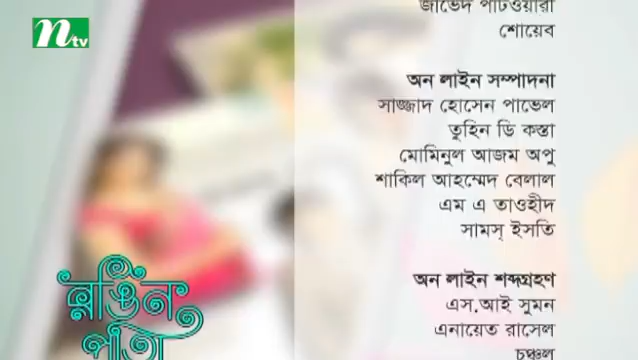 ntv
জাভেদ পাটওয়ারী
শোয়েব
অন লাইন সম্পাদনা
সাজ্জাদ হোসেন পাভেল
তুহিন ডি কস্তা
মোমিনুল আজম অপু
শাকিল আহম্মেদ বেলাল
এম এ তাওহীদ
সামস্ ইসতি
অন লাইন শব্দগ্রহণ
এস.আই সুমন
এনায়েত রাসেল
চঞ্চল
রঙিন
পাতা